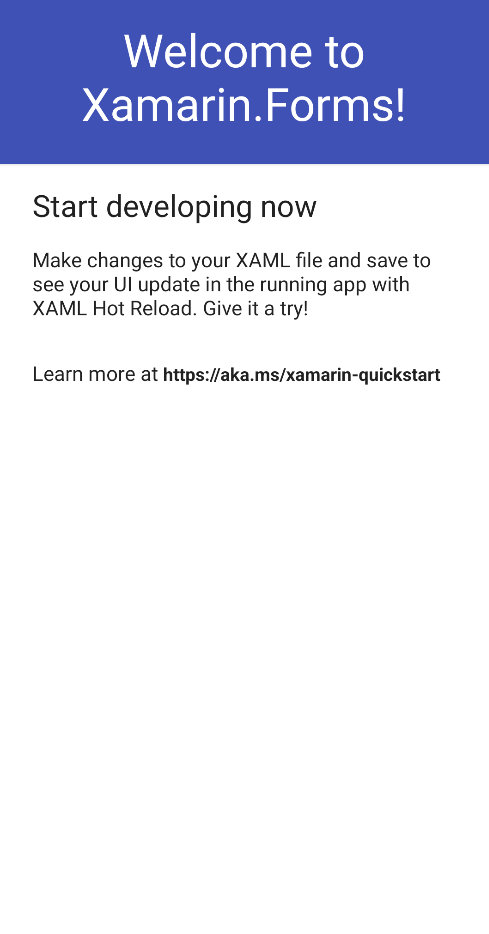 Welcome to
Xamarin.Forms!
Start developing now
Make changes to your XAML file and save to
see your UI update in the running app with
XAML Hot Reload. Give it a try!
Learn more at https://aka.ms/xamarin-quickstart